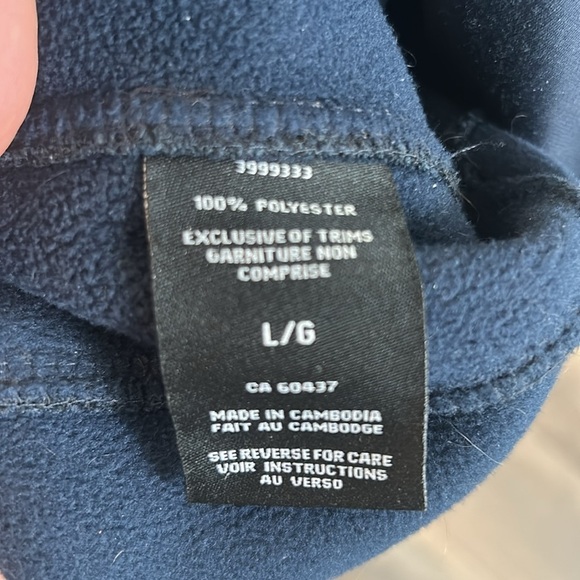 3999333
100% POLYESTER
EXCLUSIVE OF TRIMS
GARNITURE NON
COMPRISE
L/G
CA 60437
MADE IN CAMBODIA
FAIT AU CAMBODGE
SEE REVERSE FOR CARE
VOIR INSTRUCTIONS
AU VERSO